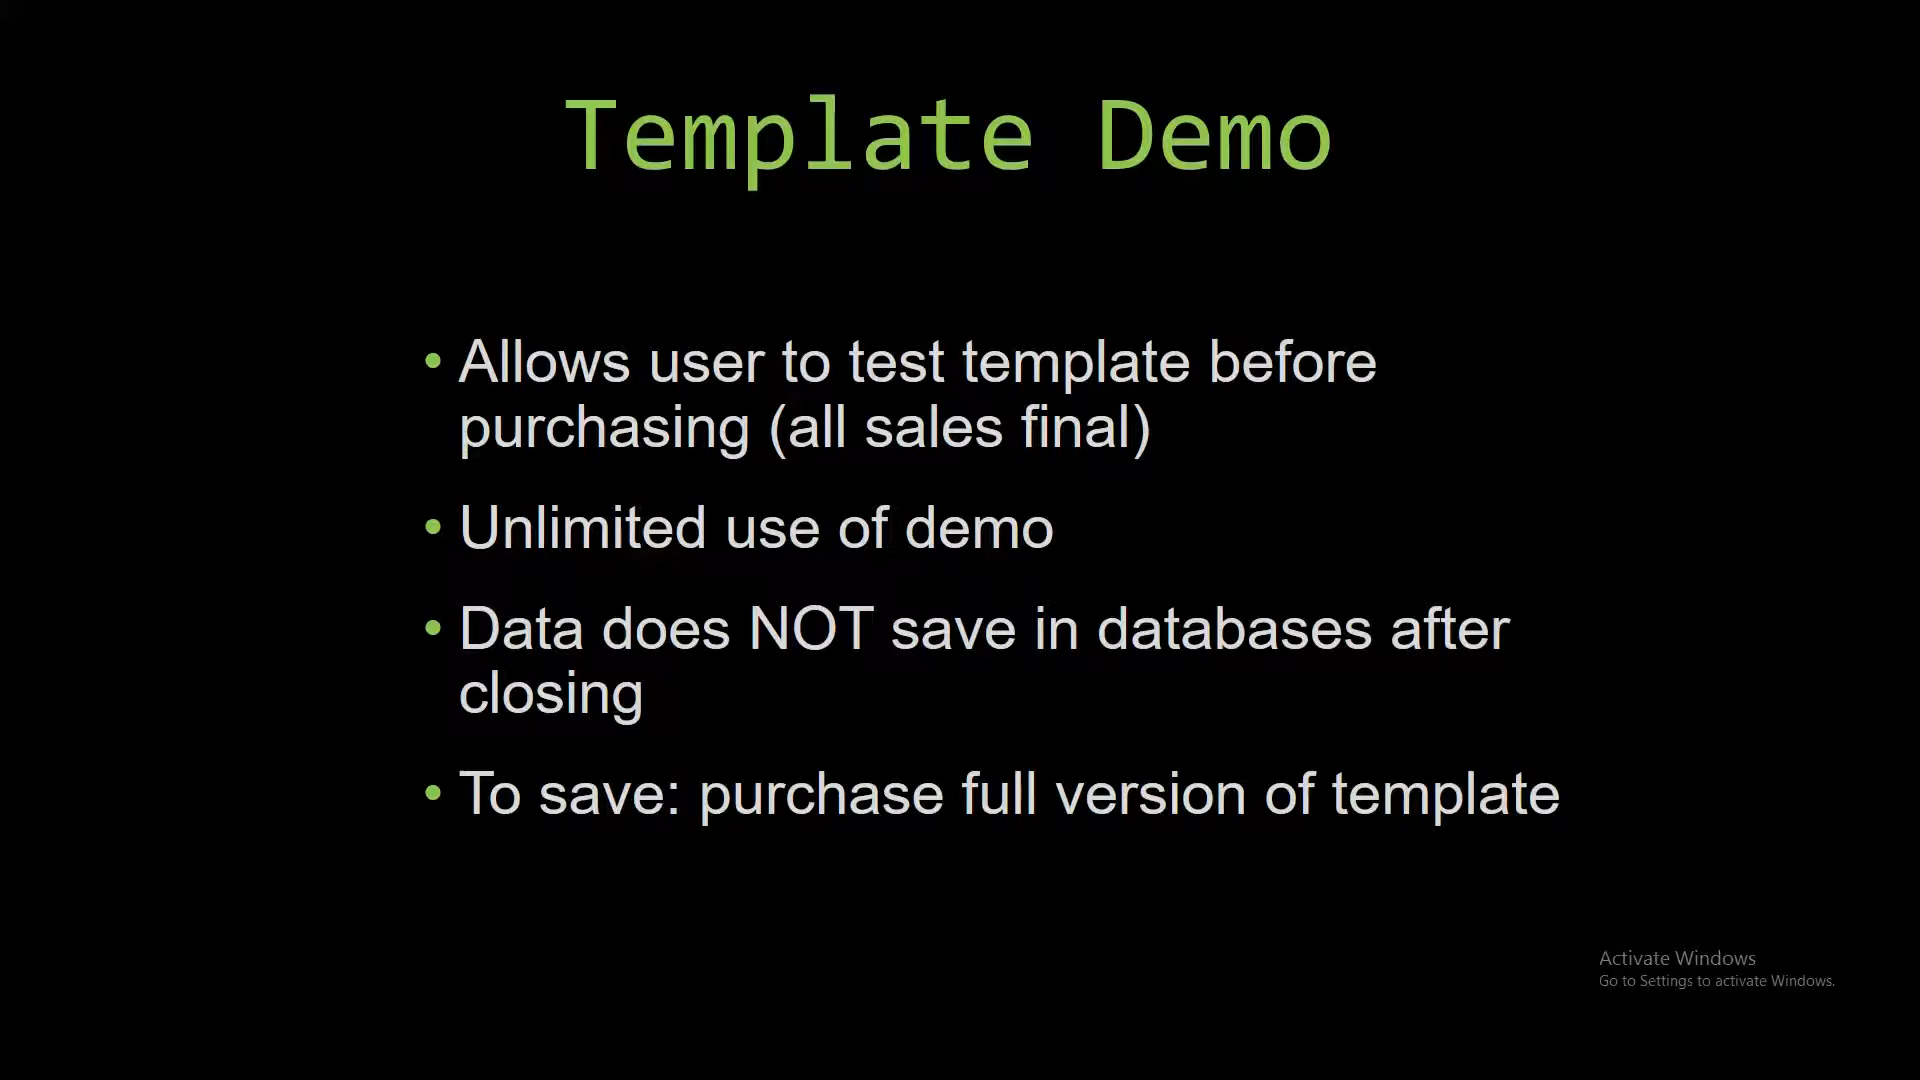 Template Demo
• Allows user to test template before
purchasing (all sales final)
• Unlimited use of demo
• Data does NOT save in databases after
closing
• To save: purchase full version of template
Activate Windows
Go to Settings to activate Windows.